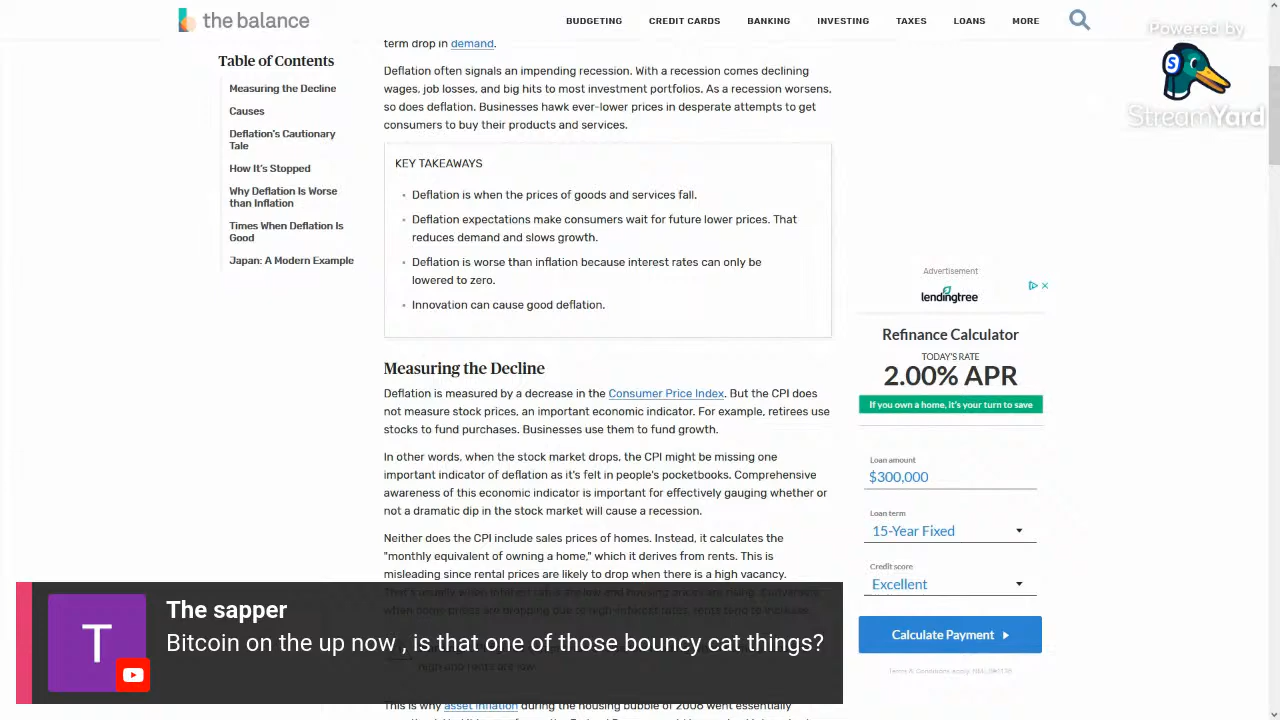 the balance
BUDGETING
CREDIT CARDS
BANKING
INVESTING
TAXES
LOANS
MORE
Powered by
StreamYard
Table of Contents
Measuring the Decline
Causes
Deflation's Cautionary
Tale
How It's Stopped
Why Deflation Is Worse
than Inflation
Times When Deflation Is
Good
Japan: A Modern Example
term drop in demand.
Deflation often signals an impending recession. With a recession comes declining
wages, job losses, and big hits to most investment portfolios. As a recession worsens,
so does deflation. Businesses hawk ever-lower prices in desperate attempts to get
consumers to buy their products and services.
KEY TAKEAWAYS
Deflation is when the prices of goods and services fall.
Deflation expectations make consumers wait for future lower prices. That
reduces demand and slows growth.
Deflation is worse than inflation because interest rates can only be
lowered to zero.
Innovation can cause good deflation.
Measuring the Decline
Deflation is measured by a decrease in the Consumer Price Index. But the CPI does
not measure stock prices, an important economic indicator. For example, retirees use
stocks to fund purchases. Businesses use them to fund growth.
In other words, when the stock market drops, the CPI might be missing one
important indicator of deflation as it's felt in people's pocketbooks. Comprehensive
awareness of this economic indicator is important for effectively gauging whether or
not a dramatic dip in the stock market will cause a recession.
Neither does the CPI include sales prices of homes. Instead, it calculates the
"monthly equivalent of owning a home," which it derives from rents. This is
misleading since rental prices are likely to drop when there is a high vacancy.
high and rents are low.
This is why asset inflation during the housing bubble of 2006 went essentially
Advertisement
lendingtree
Refinance Calculator
TODAY'S RATE
2.00% APR
If you own a home, it's your turn to save
Loan amount
$300,000
Loan term
15-Year Fixed
Credit score
Excellent
Calculate Payment
T
The sapper
Bitcoin on the up now , is that one of those bouncy cat things?